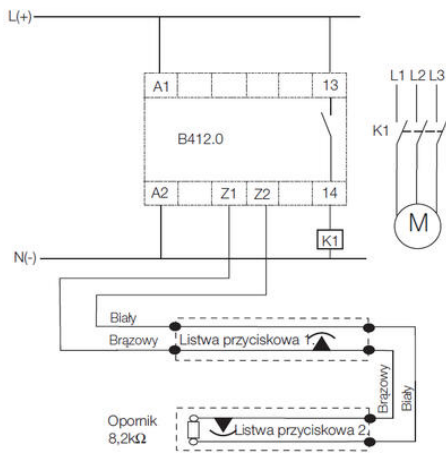 L(+)
A1
13
L1 L2 L3
K1
B412.0
M
A2
Z1
Z2
14
K1
N(-)
Biały
Brązowy
Listwa przyciskowa 1.
Brązowy
Biały
Opornik
8,2kΩ
Listwa przyciskowa 2.